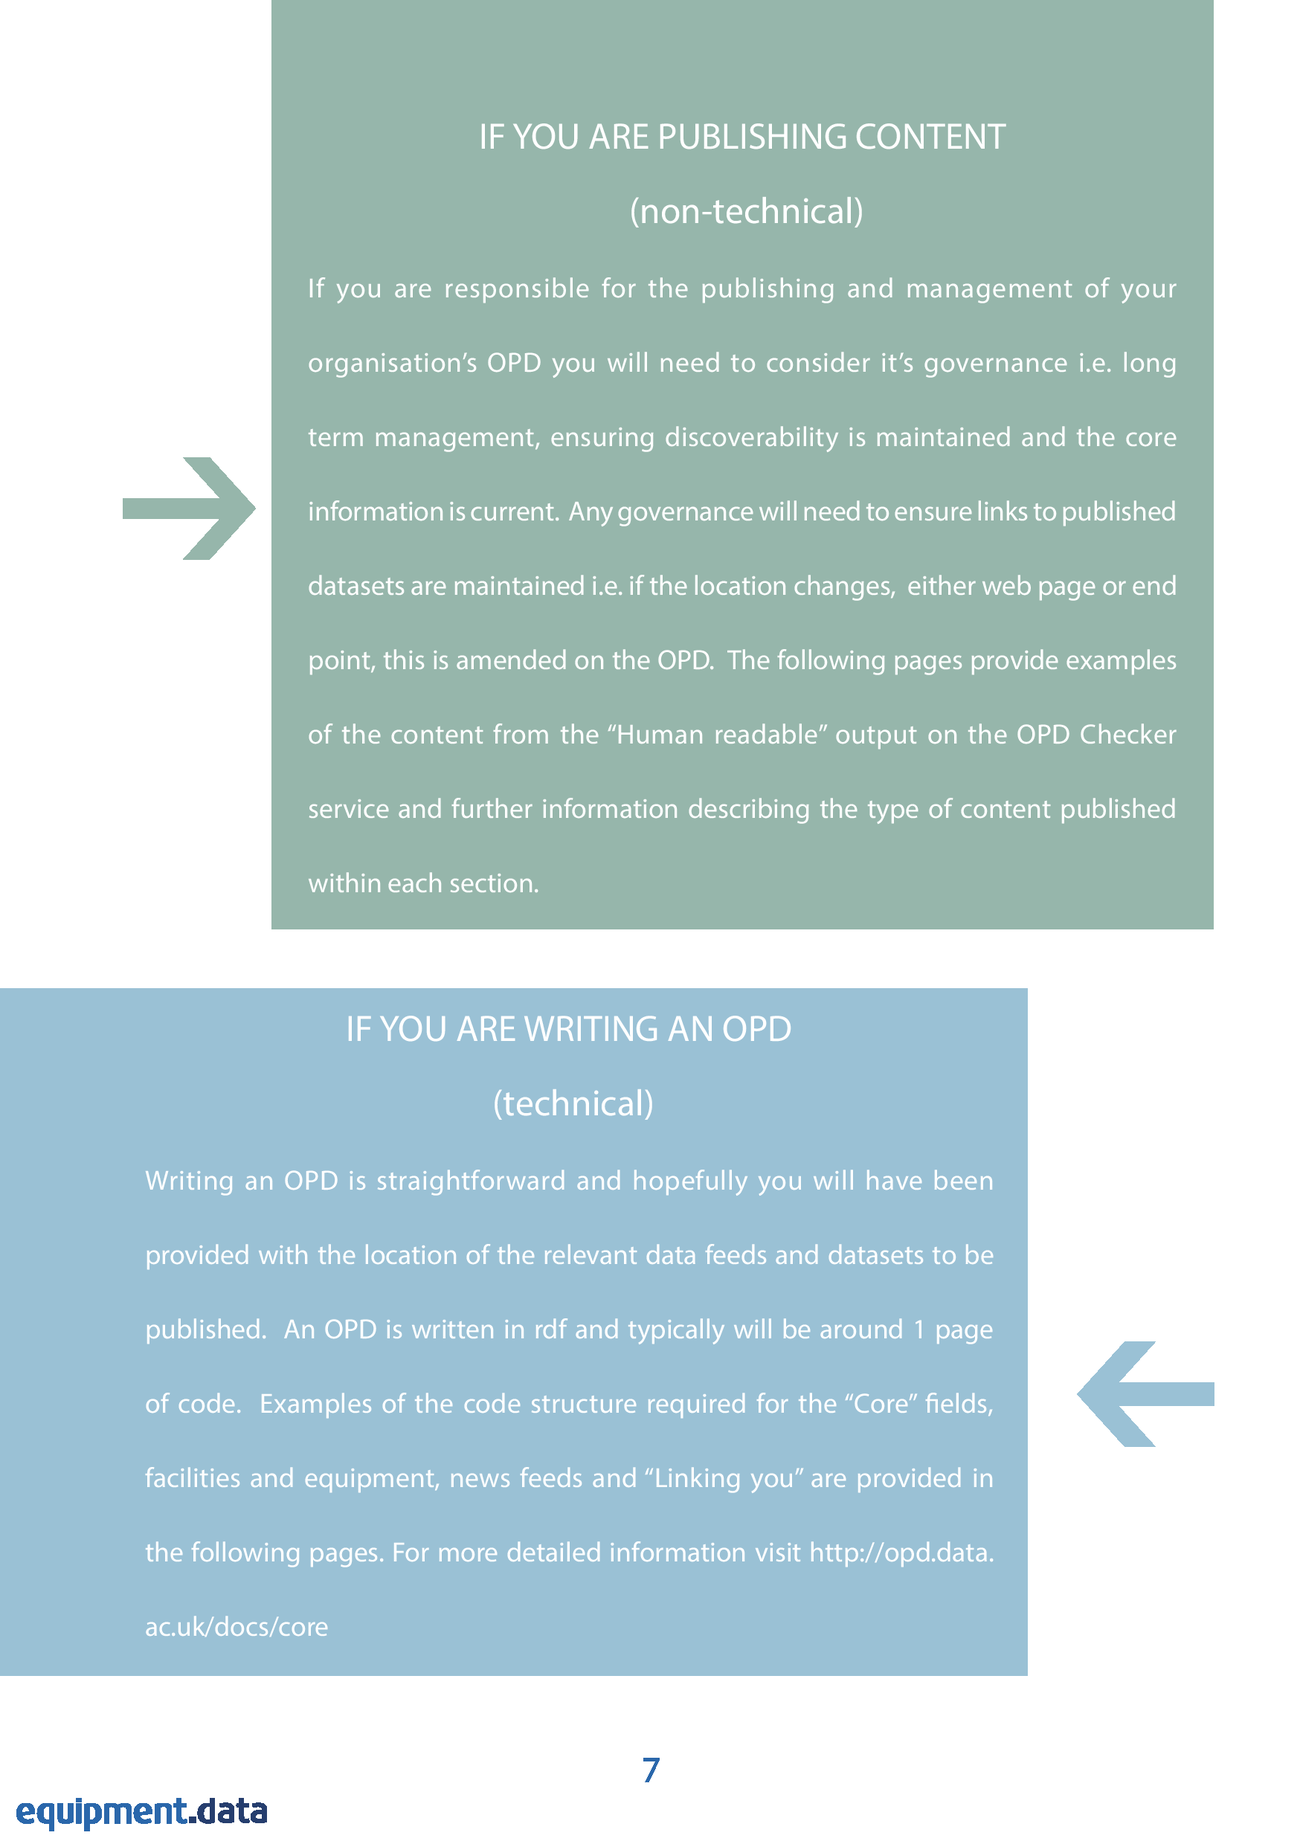 IF YOU ARE PUBLISHING CONTENT
(non-technical)
If you are responsible for the publishing and management of your
organisation’s OPD you will need to consider it’s governance i.e. long
term management, ensuring discoverability is maintained and the core
information is current.  Any governance will need to ensure links to published
datasets are maintained i.e. if the location changes,  either web page or end
point, this is amended on the OPD.  The following pages provide examples
of the content from the “Human readable” output on the OPD Checker
service and further information describing the type of content published
within each section.
IF YOU ARE WRITING AN OPD
(technical)
Writing an OPD is straightforward and hopefully you will have been
provided with the location of the relevant data feeds and datasets to be
published.  An OPD is written in rdf and typically will be around 1 page
of code.  Examples of the code structure required for the “Core” fields,
facilities and equipment, news feeds and “Linking you” are provided in
the following pages. For more detailed information visit http://opd.data.
ac.uk/docs/core
7
equipment.data